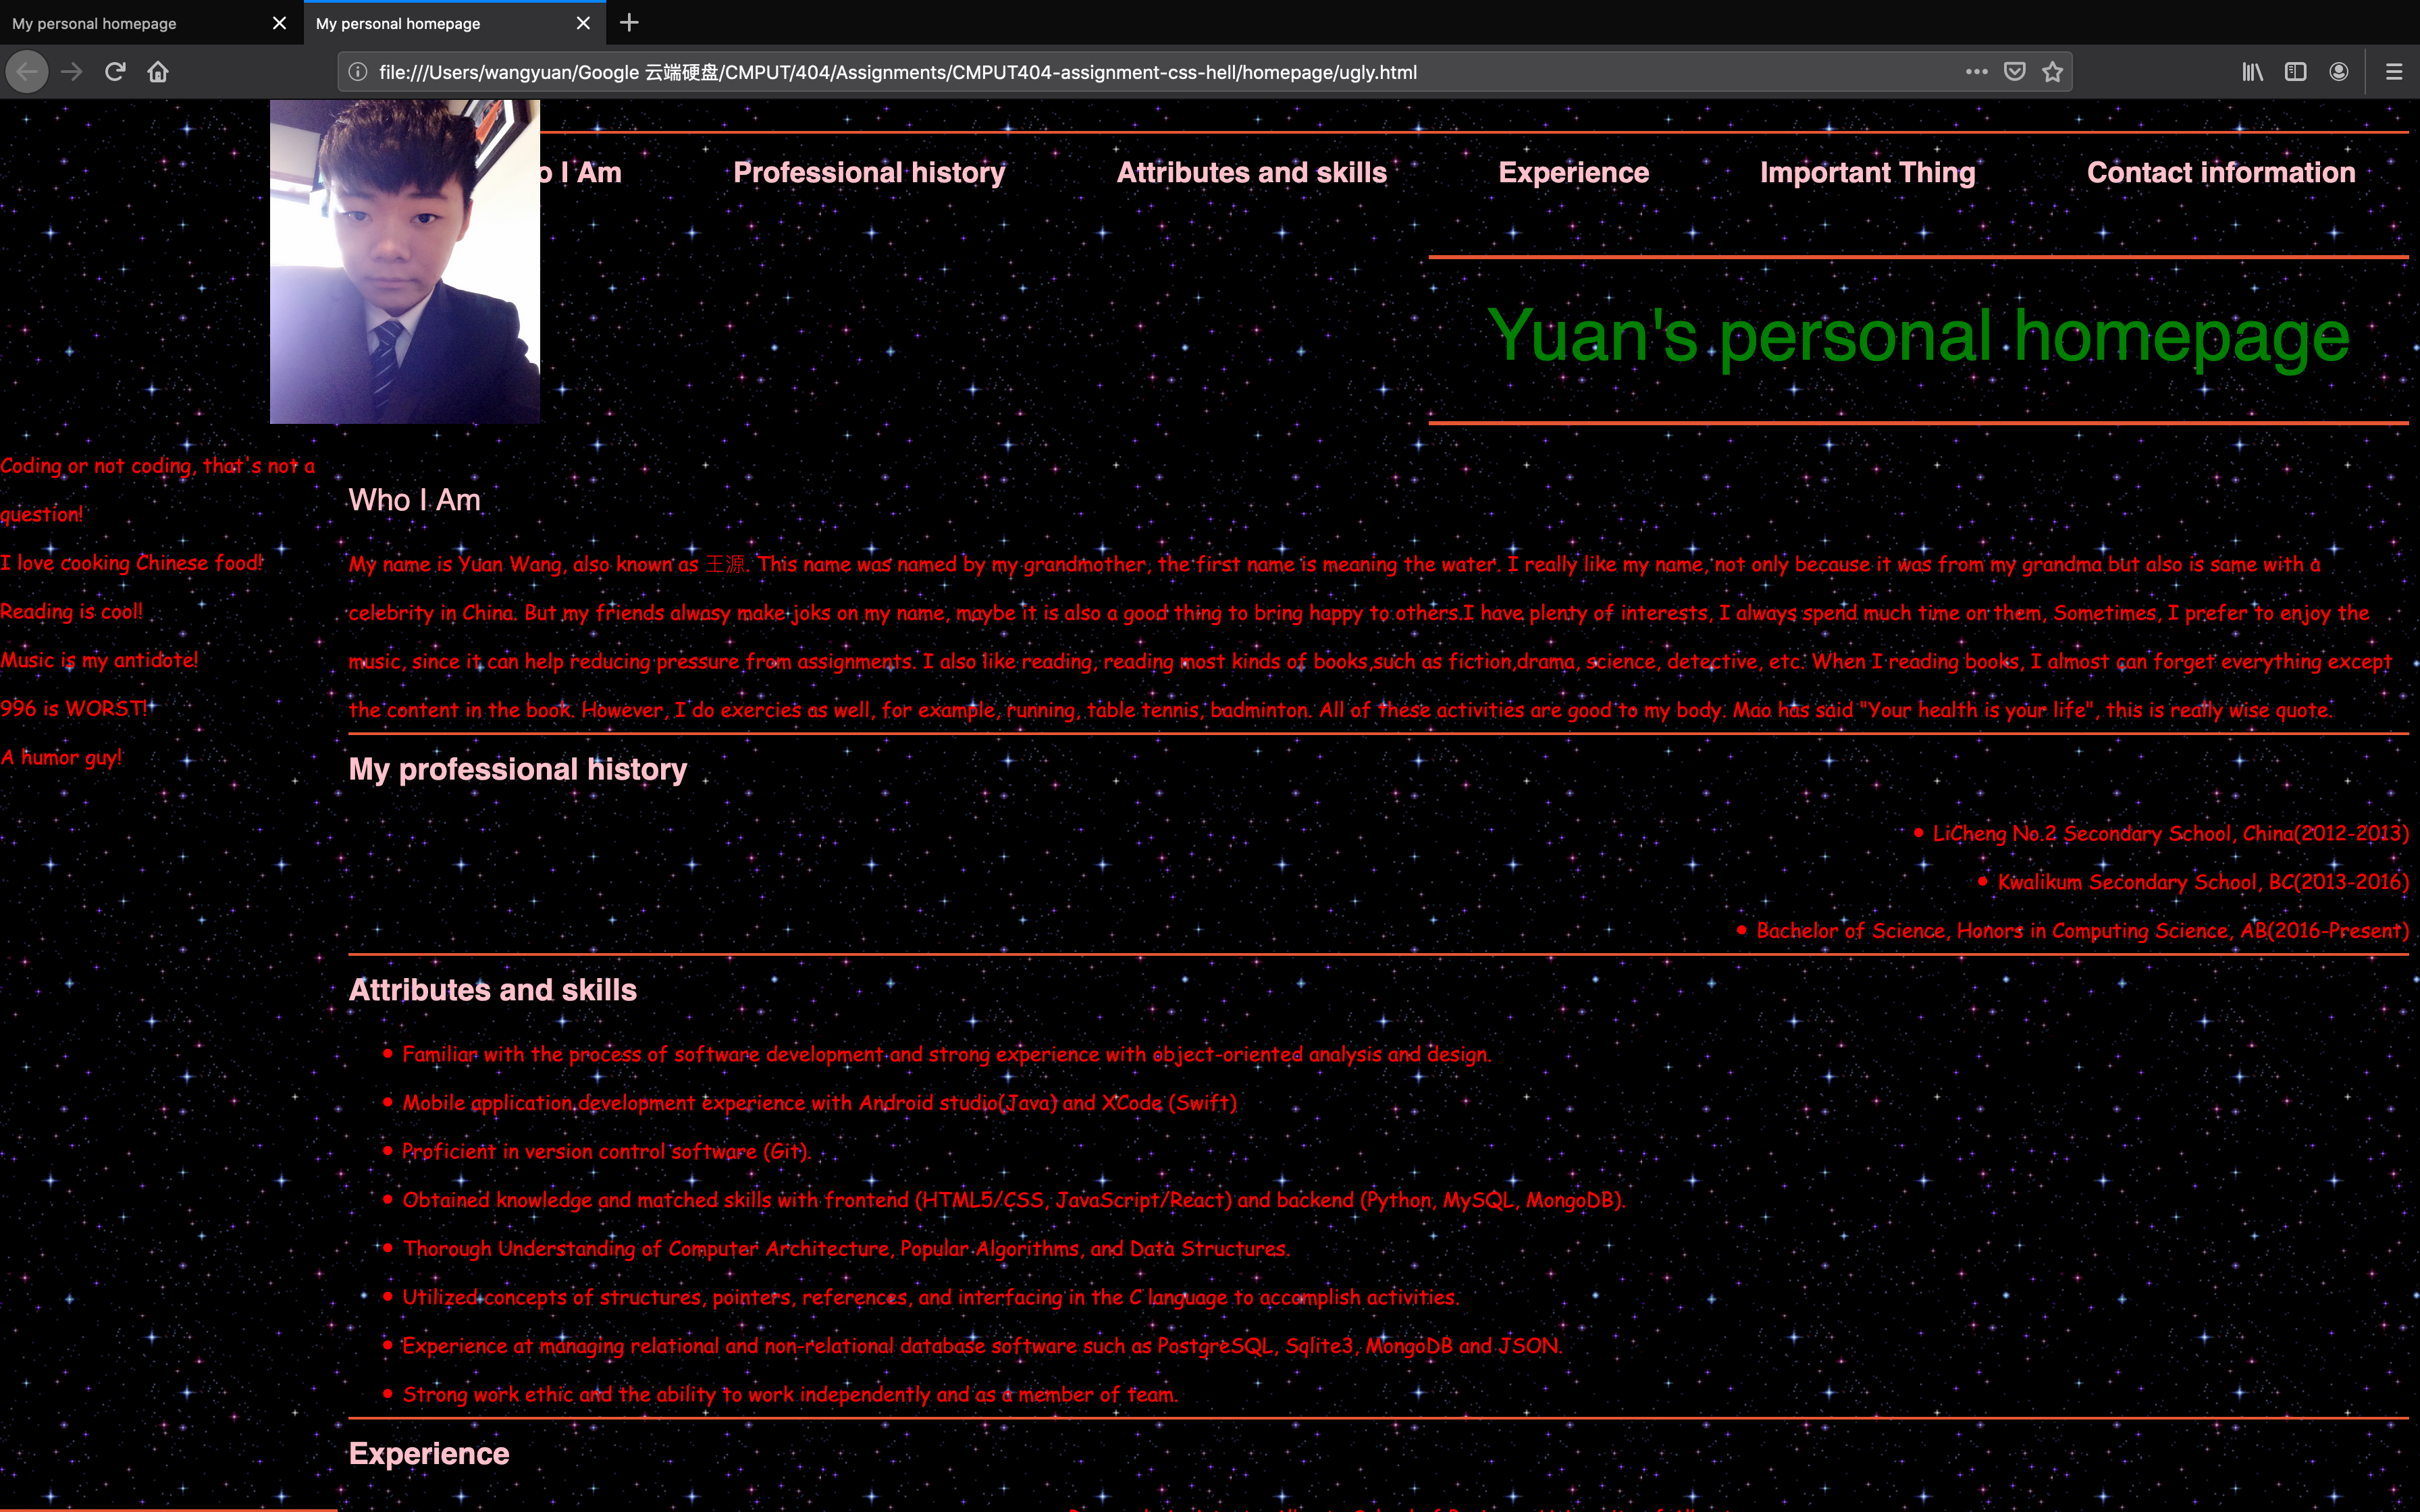 My personal homepage
My personal homepage
file:///Users/wangyuan/Google 云端硬盘/CMPUT/404/Assignments/CMPUT404-assignment-css-hell/homepage/ugly.html
o I Am Professional history Attributes and skills Experience Important Thing Contact information
Yuan's personal homepage
Coding or not coding, that's not a
question!
I love cooking Chinese food!
Reading is cool!
Music is my antidote!
996 is WORST!
A humor guy!
Who I Am
My name is Yuan Wang, also known as 王源. This name was named by my grandmother, the first name is meaning the water. I really like my name, not only because it was from my grandma but also is same with a
celebrity in China. But my friends alwasy make joks on my name, maybe it is also a good thing to bring happy to others.I have plenty of interests, I always spend much time on them, Sometimes, I prefer to enjoy the
music, since it can help reducing pressure from assignments. I also like reading, reading most kinds of books,such as fiction,drama, science, detective, etc. When I reading books, I almost can forget everything except
the content in the book. However, I do exercies as well, for example, running, table tennis, badminton. All of these activities are good to my body. Mao has said "Your health is your life", this is really wise quote.
My professional history
• LiCheng No.2 Secondary School, China(2012-2013)
• Kwalikum Secondary School, BC(2013-2016)
• Bachelor of Science, Honors in Computing Science, AB(2016-Present)
Attributes and skills
• Familiar with the process of software development and strong experience with object-oriented analysis and design.
• Mobile application development experience with Android studio(Java) and XCode (Swift)
• Proficient in version control software (Git).
• Obtained knowledge and matched skills with frontend (HTML5/CSS, JavaScript/React) and backend (Python, MySQL, MongoDB).
• Thorough Understanding of Computer Architecture, Popular Algorithms, and Data Structures.
• Utilized concepts of structures, pointers, references, and interfacing in the C language to accomplish activities.
• Experience at managing relational and non-relational database software such as PostgreSQL, Sqlite3, MongoDB and JSON.
• Strong work ethic and the ability to work independently and as a member of team.
Experience